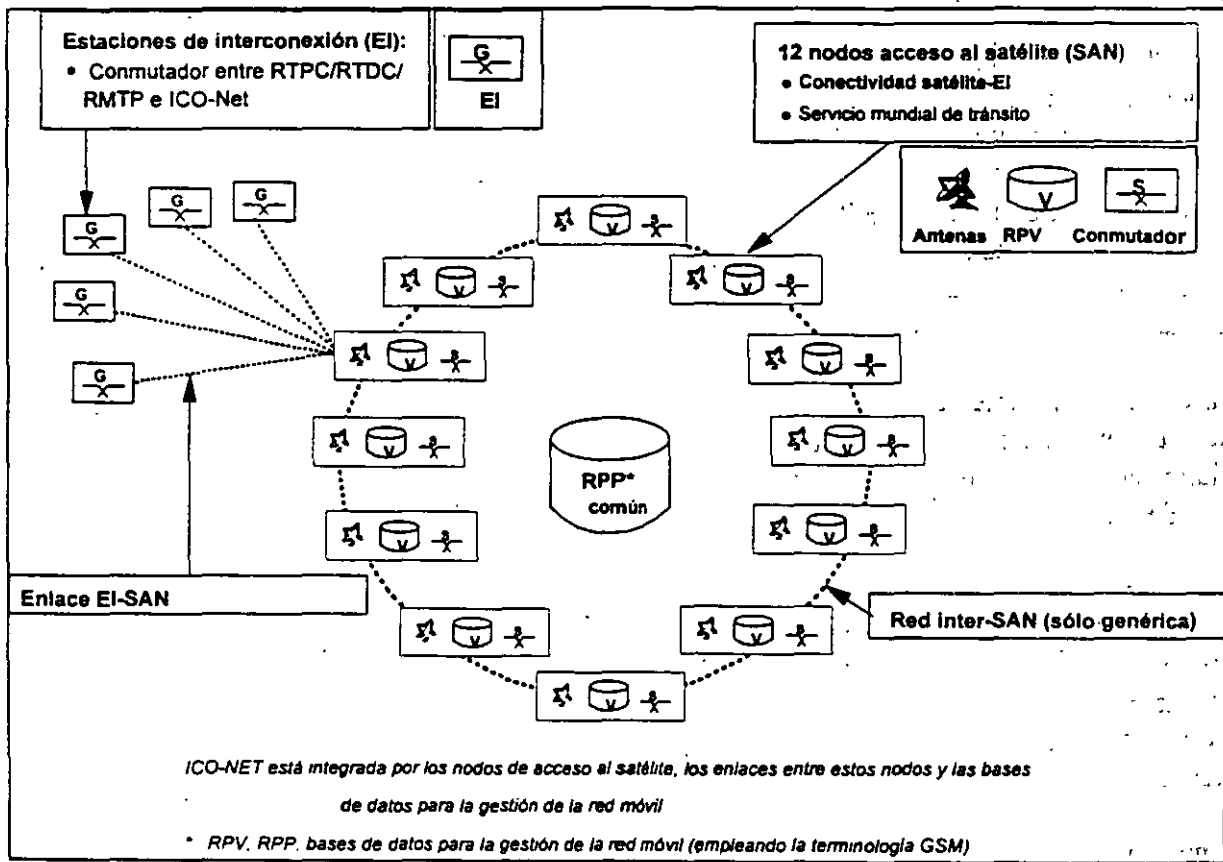 Estaciones de interconexión (EI):
• Conmutador entre RTPC/RTDC/
RMTP e ICO-Net
G
X
EI
12 nodos acceso al satélite (SAN)
• Conectividad satélite-EI
• Servicio mundial de tránsito
V
S
X
Antenas RPV Conmutador
G
X
G
X
G
X
G
X
G
X
V S X
V S X
V S X
V S X
V S X
V S X
V S X
V S X
V S X
V S X
V S X
V S X
RPP*
común
Enlace EI-SAN
Red inter-SAN (sólo genérica)
ICO-NET está integrada por los nodos de acceso al satélite, los enlaces entre estos nodos y las bases
de datos para la gestión de la red móvil
* RPV, RPP, bases de datos para la gestión de la red móvil (empleando la terminología GSM)